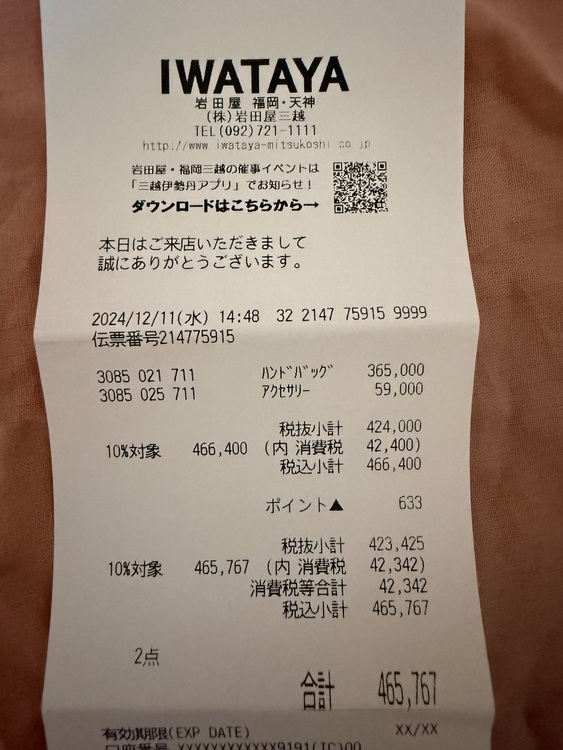 IWATAYA
岩田屋 福岡・天神
(株)岩田屋三越
TEL(092)721-1111
http://www.iwataya-mitsukoshi.co.jp
岩田屋・福岡三越の催事イベントは
「三越伊勢丹アプリ」でお知らせ!
ダウンロードはこちらから→
本日はご来店いただきまして
誠にありがとうございます。
2024/12/11(水) 14:48 32 2147 75915 9999
伝票番号214775915
3085 021 711 ﾊﾝﾄﾞﾊﾞｯｸﾞ 365,000
3085 025 711 ｱｸｾｻﾘｰ 59,000
税抜小計 424,000
10%対象 466,400 (内 消費税 42,400)
税込小計 466,400
ポイント▲ 633
税抜小計 423,425
10%対象 465,767 (内 消費税 42,342)
消費税等合計 42,342
税込小計 465,767
2点
合計 465,767
有効期限(EXP DATE) XX/XX
口座番号 XXXXXXXXXXXX9191(IC)00